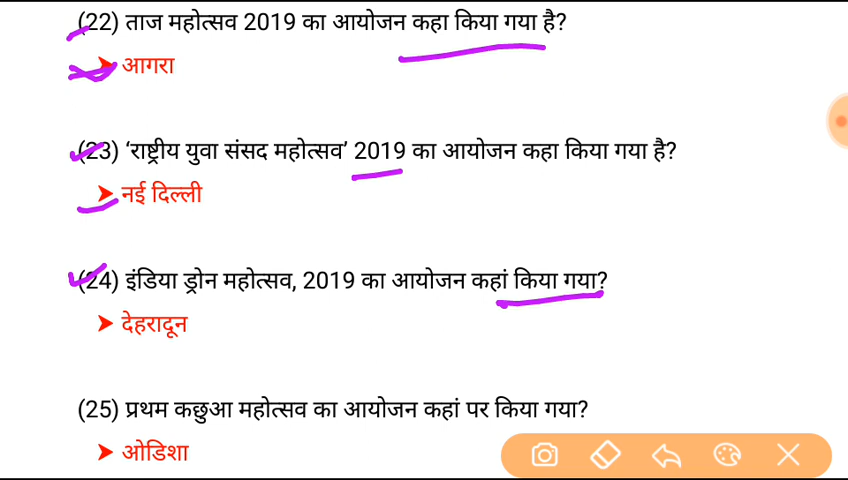 (22) ताज महोत्सव 2019 का आयोजन कहा किया गया है?
➤ आगरा
(23) ‘राष्ट्रीय युवा संसद महोत्सव’ 2019 का आयोजन कहा किया गया है?
➤ नई दिल्ली
(24) इंडिया ड्रोन महोत्सव, 2019 का आयोजन कहां किया गया?
➤ देहरादून
(25) प्रथम कछुआ महोत्सव का आयोजन कहां पर किया गया?
➤ ओडिशा